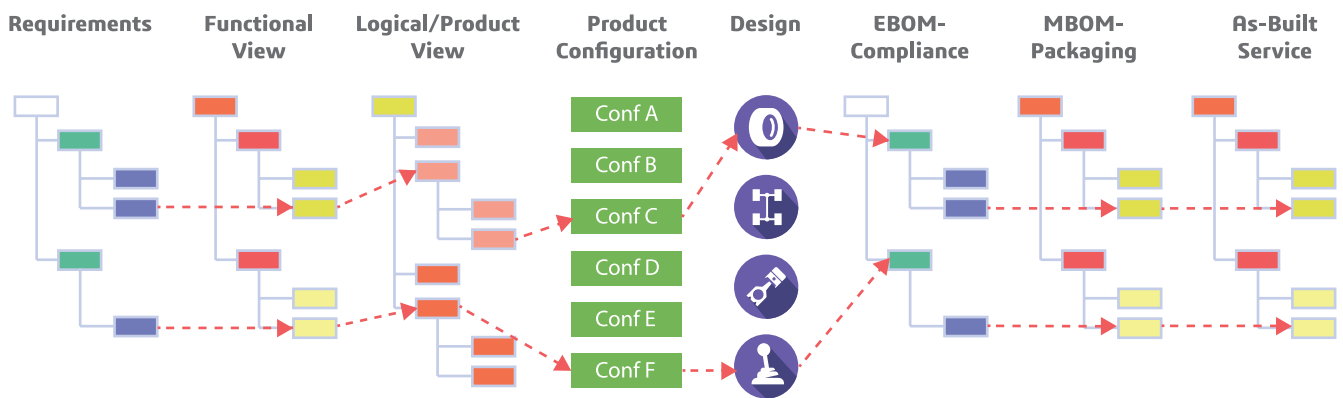 Requirements
Functional
View
Logical/Product
View
Product
Configuration
Design
EBOM-
Compliance
MBOM-
Packaging
As-Built
Service
Conf A
Conf B
Conf C
Conf D
Conf E
Conf F